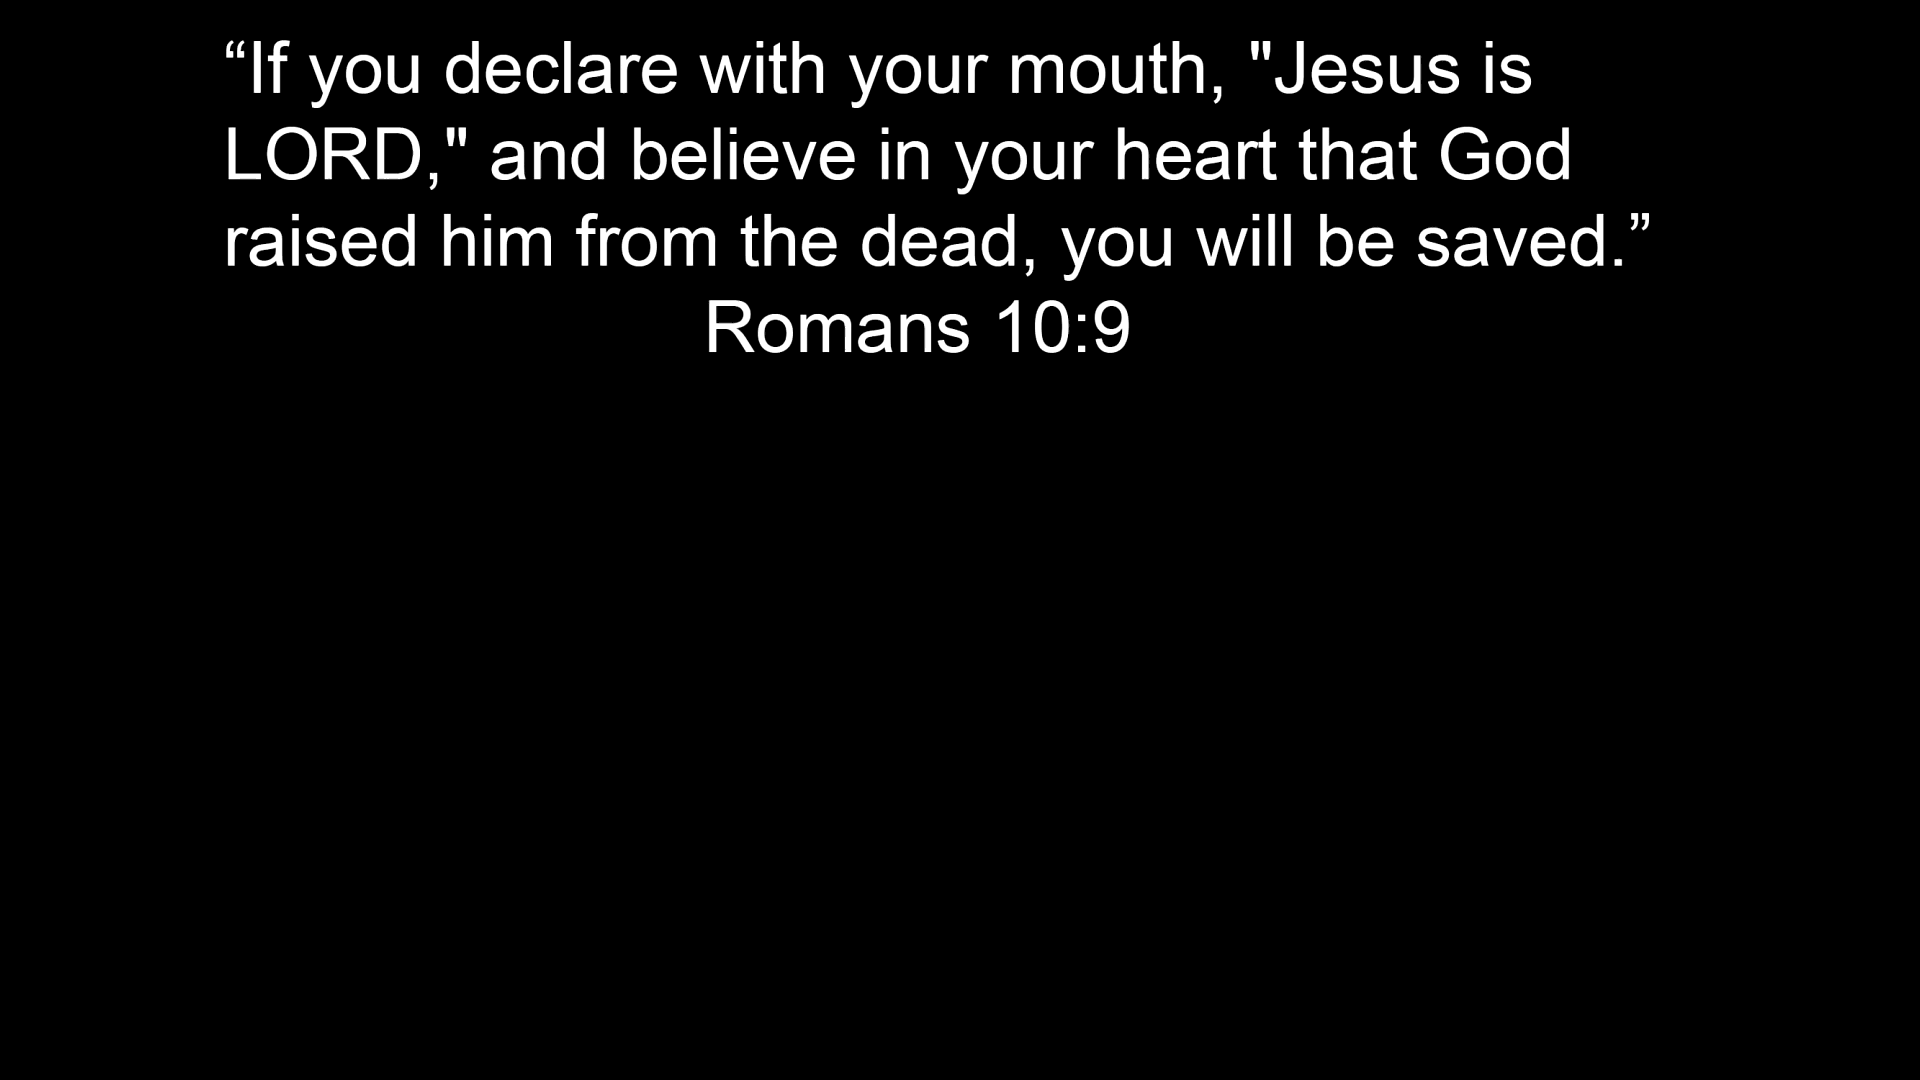 “If you declare with your mouth, "Jesus is
LORD," and believe in your heart that God
raised him from the dead, you will be saved.”
Romans 10:9